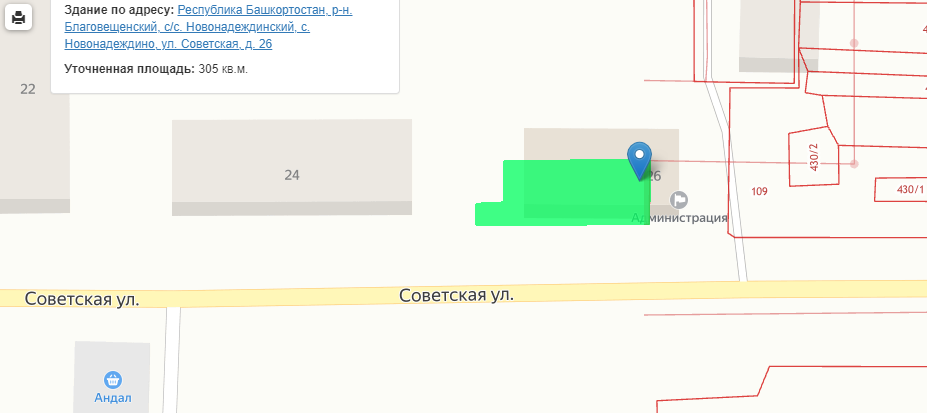 Здание по адресу: Республика Башкортостан, р-н.
Благовещенский, с/с. Новонадеждинский, с.
Новонадеждино, ул. Советская, д. 26
Уточненная площадь: 305 кв.м.
22
24
26
Администрация
109
430/2
430/1
Советская ул.
Советская ул.
Андал